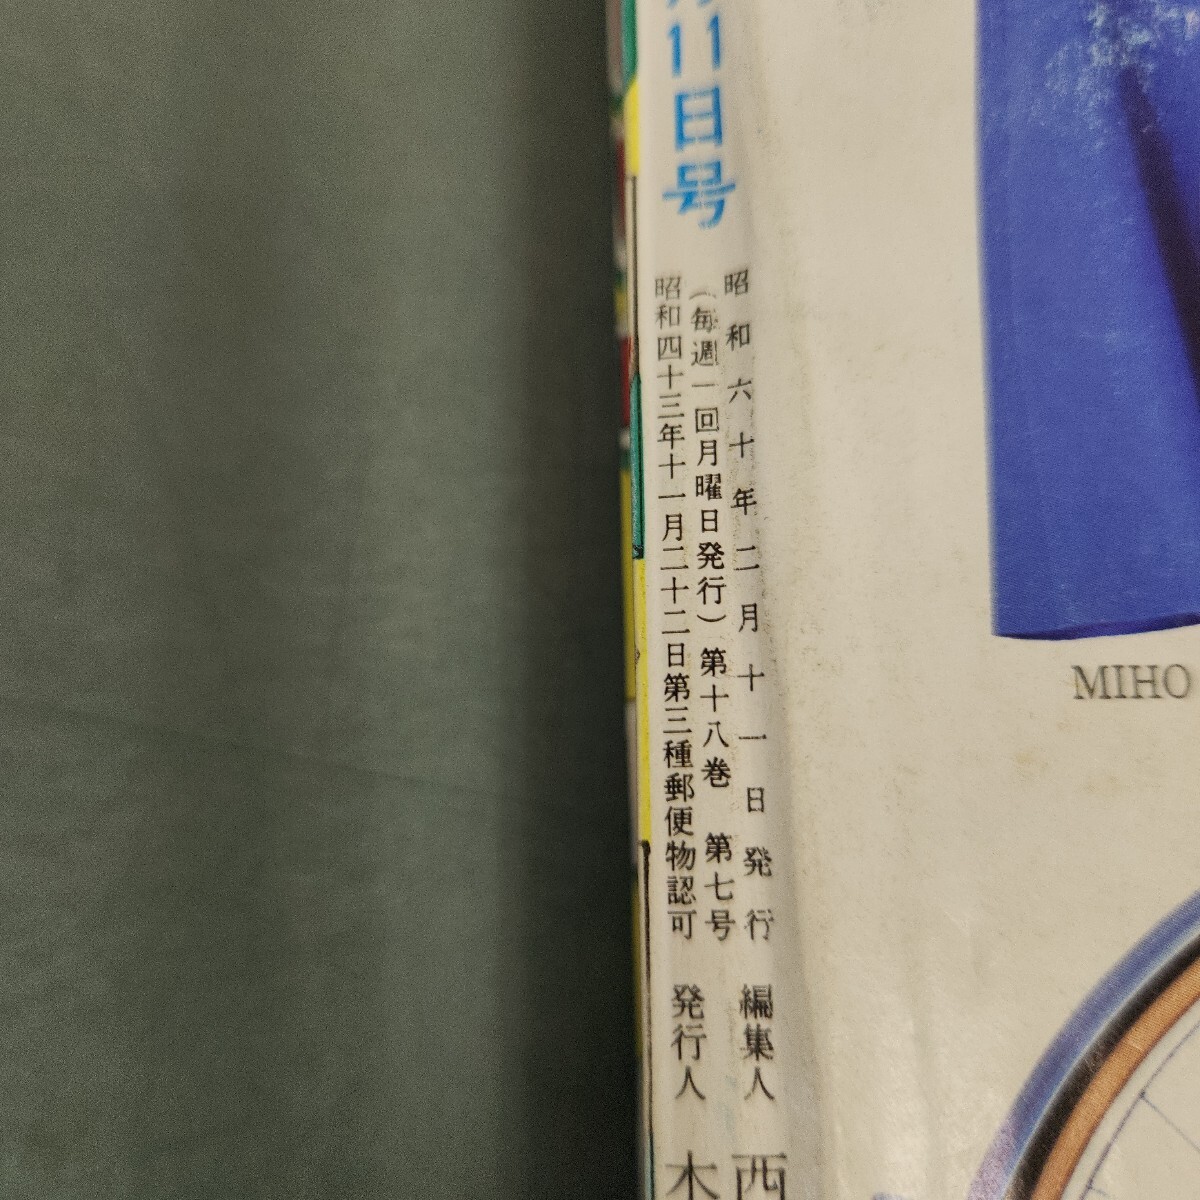 11日号
昭和六十年二月十一日発行 編集人 西
(毎週一回月曜日発行) 第十八巻 第七号
昭和四十三年十一月二十二日第三種郵便物認可 発行人 木
MIHO